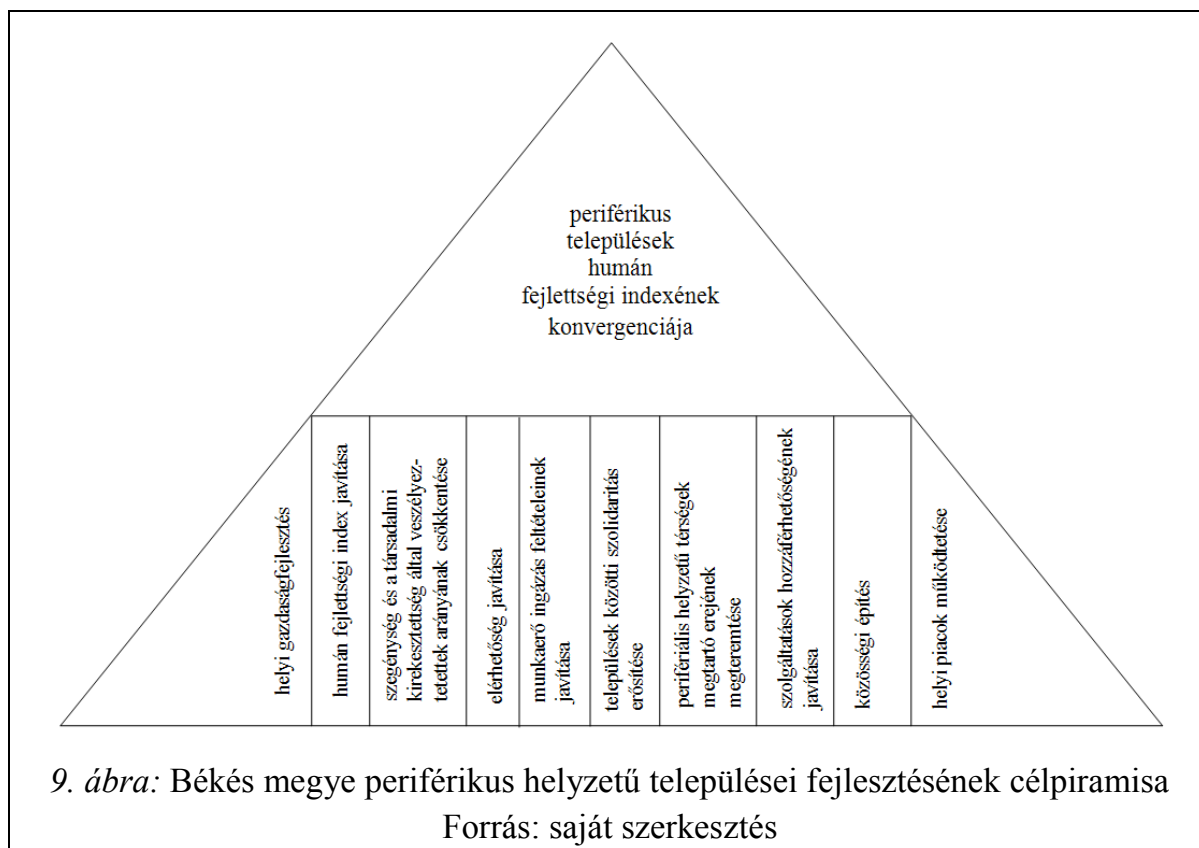 periférikus
települések
humán
fejlettségi indexének
konvergenciája
helyi gazdaságfejlesztés
humán fejlettségi index javítása
szegénység és a társadalmi
kirekesztettség által veszélyez-
tetettek arányának csökkentése
elérhetőség javítása
munkaerő ingázás feltételeinek
javítása
települések közötti szolidaritás
erősítése
perifériális helyzetű térségek
megtartó erejének
megteremtése
szolgáltatások hozzáférhetőségének
javítása
közösségi építés
helyi piacok működtetése
9. ábra: Békés megye periférikus helyzetű települései fejlesztésének célpiramisa
Forrás: saját szerkesztés